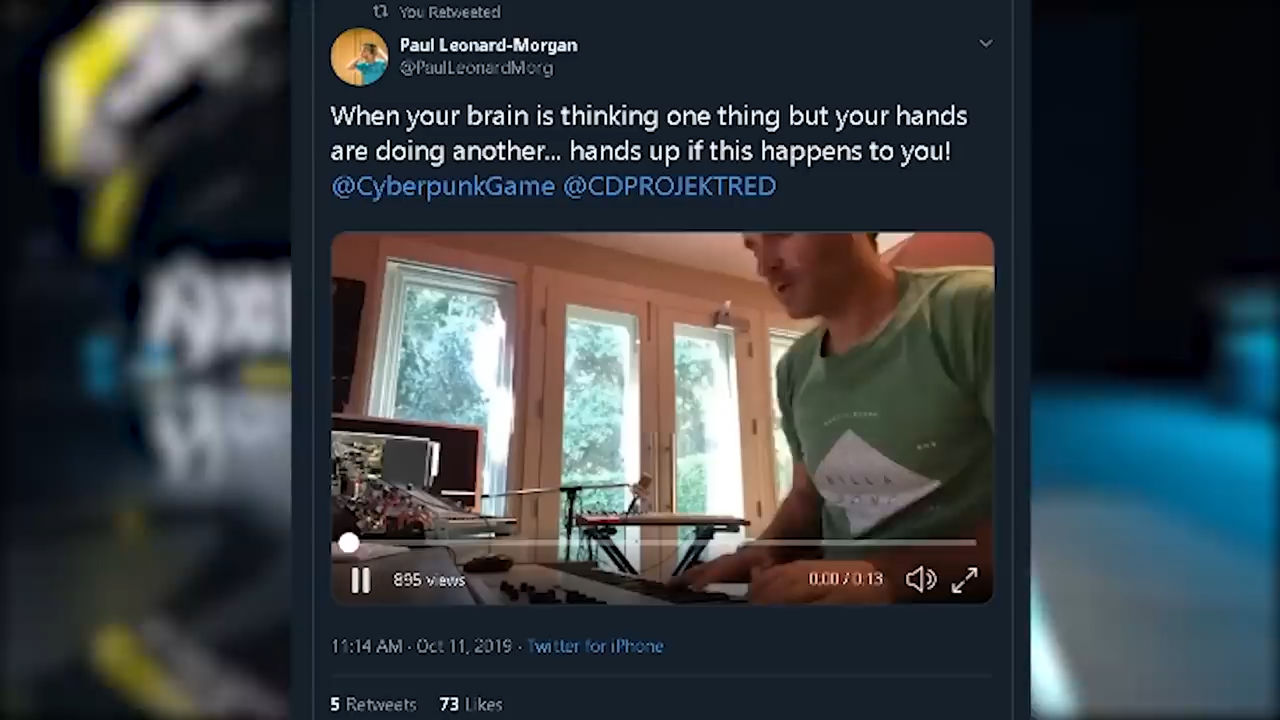 You Retweeted
Paul Leonard-Morgan
@PaulLeonardMorg
When your brain is thinking one thing but your hands
are doing another... hands up if this happens to you!
@CyberpunkGame @CDPROJEKTRED
BILLA
895 views
0:00 / 0:13
11:14 AM · Oct 11, 2019 · Twitter for iPhone
5 Retweets 73 Likes